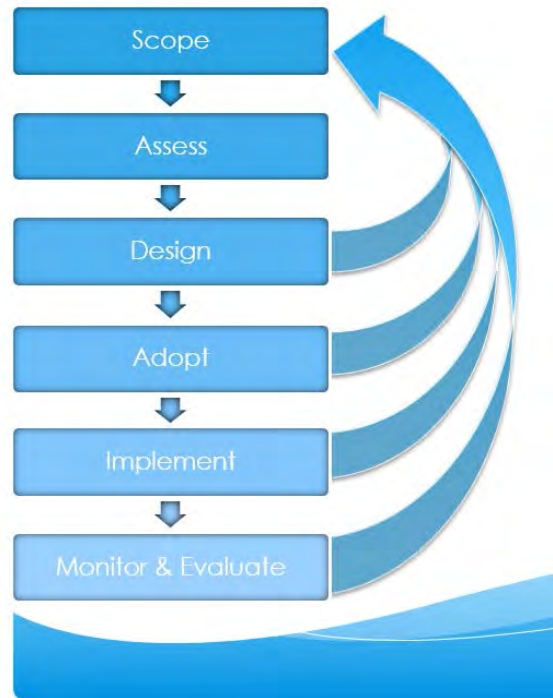 Scope
Assess
Design
Adopt
Implement
Monitor & Evaluate